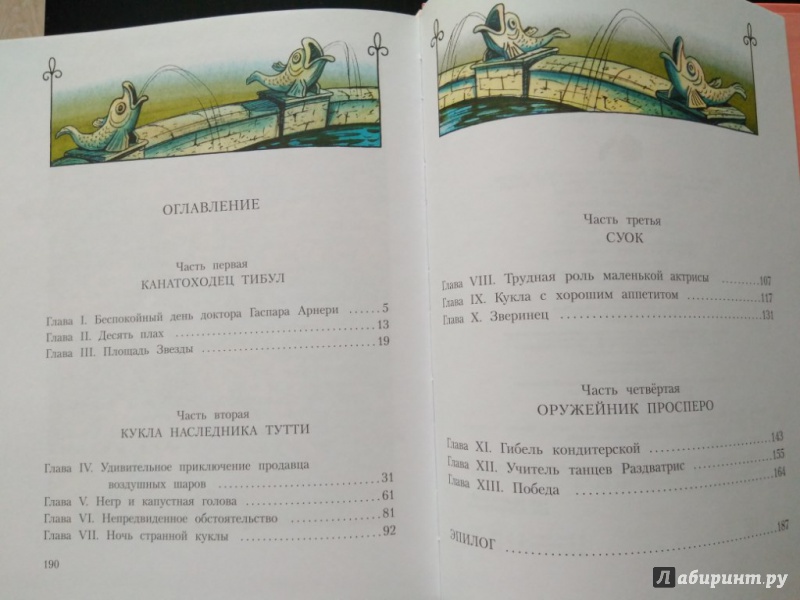 ОГЛАВЛЕНИЕ
Часть первая
КАНАТОХОДЕЦ ТИБУЛ
Глава I. Беспокойный день доктора Гаспара Арнери ...... 5
Глава II. Десять плах .............................. 13
Глава III. Площадь Звезды .............................. 19
Часть вторая
КУКЛА НАСЛЕДНИКА ТУТТИ
Глава IV. Удивительное приключение продавца
воздушных шаров .............................. 31
Глава V. Негр и капустная голова .............................. 61
Глава VI. Непредвиденное обстоятельство .................. 81
Глава VII. Ночь странной куклы .............................. 92
190
Часть третья
СУОК
Глава VIII. Трудная роль маленькой актрисы .......... 107
Глава IX. Кукла с хорошим аппетитом .................. 117
Глава X. Зверинец .............................. 131
Часть четвёртая
ОРУЖЕЙНИК ПРОСПЕРО
Глава XI. Гибель кондитерской .............................. 143
Глава XII. Учитель танцев Раздватрис .................. 155
Глава XIII. Победа .............................. 164
ЭПИЛОГ .............................. 187
Лабиринт.ру